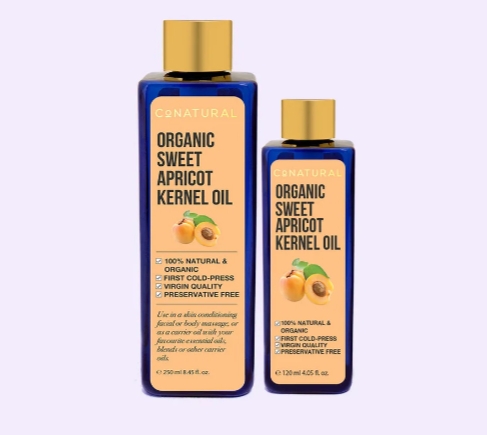 CoNATURAL
ORGANIC
SWEET
APRICOT
KERNEL OIL
100% NATURAL &
ORGANIC
FIRST COLD-PRESS
VIRGIN QUALITY
PRESERVATIVE FREE
Use in a skin conditioning
facial or body massage, or
as a carrier oil with your
favourite essential oils,
blends or other carrier
oils.
℮ 250 ml 8.45 fl. oz.
CoNATURAL
ORGANIC
SWEET
APRICOT
KERNEL OIL
100% NATURAL &
ORGANIC
FIRST COLD-PRESS
VIRGIN QUALITY
PRESERVATIVE FREE
℮ 120 ml 4.05 fl. oz.